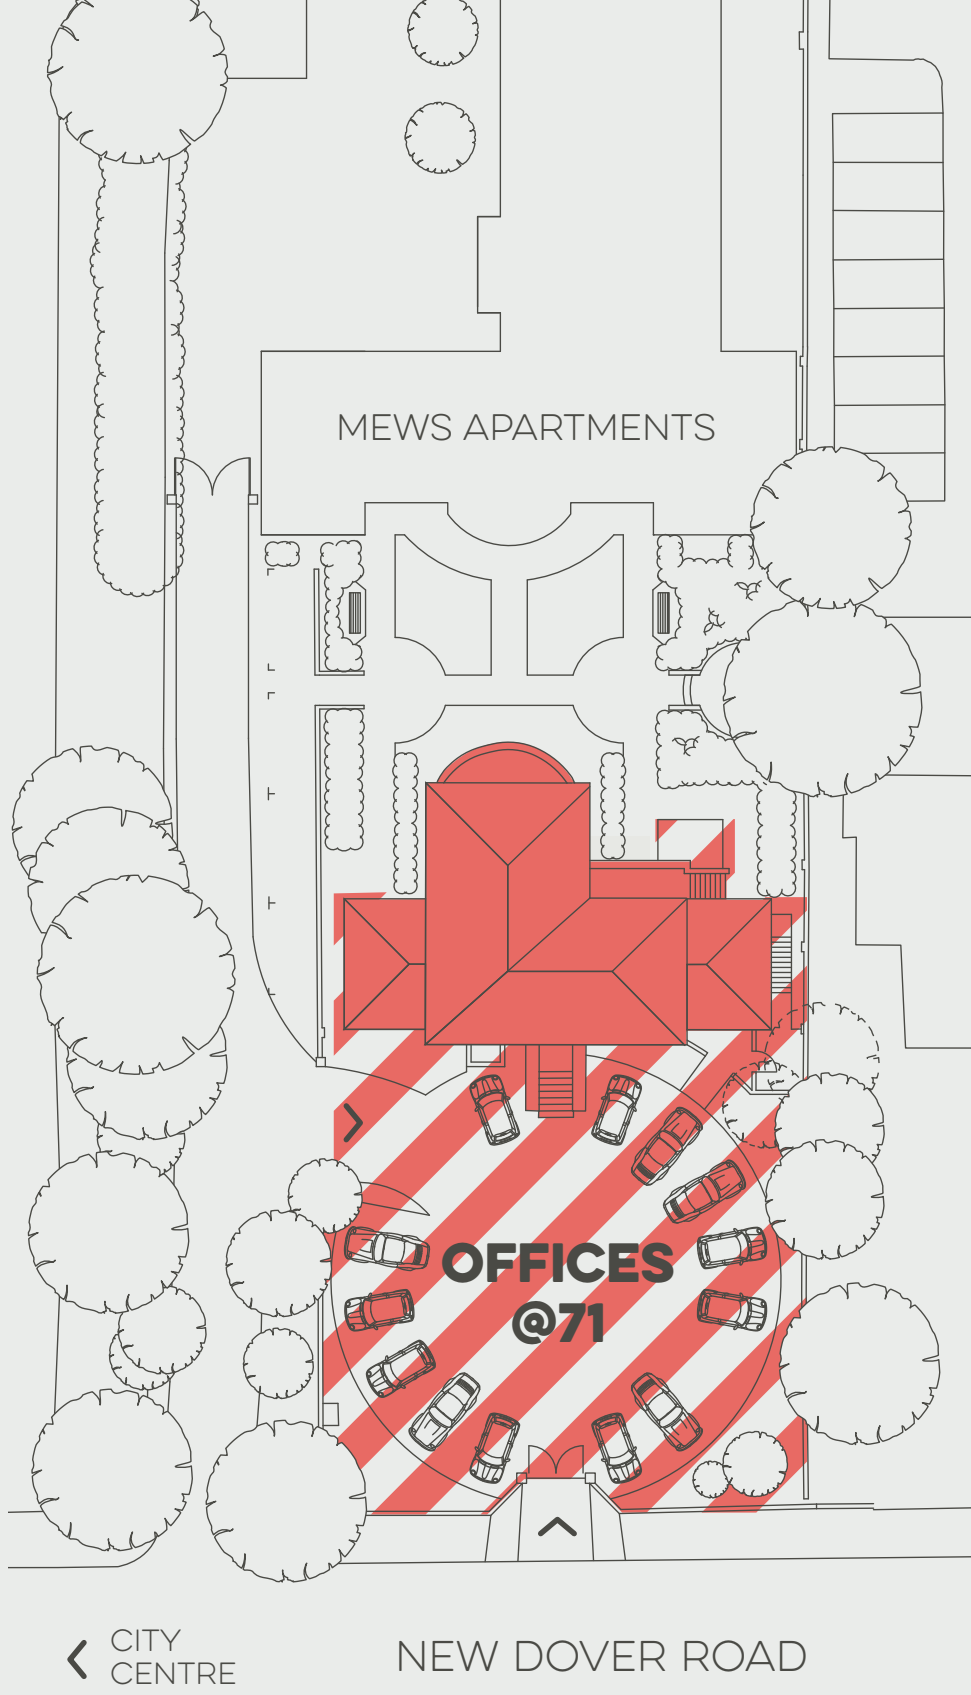 MEWS APARTMENTS
OFFICES
@71
CITY
CENTRE
NEW DOVER ROAD